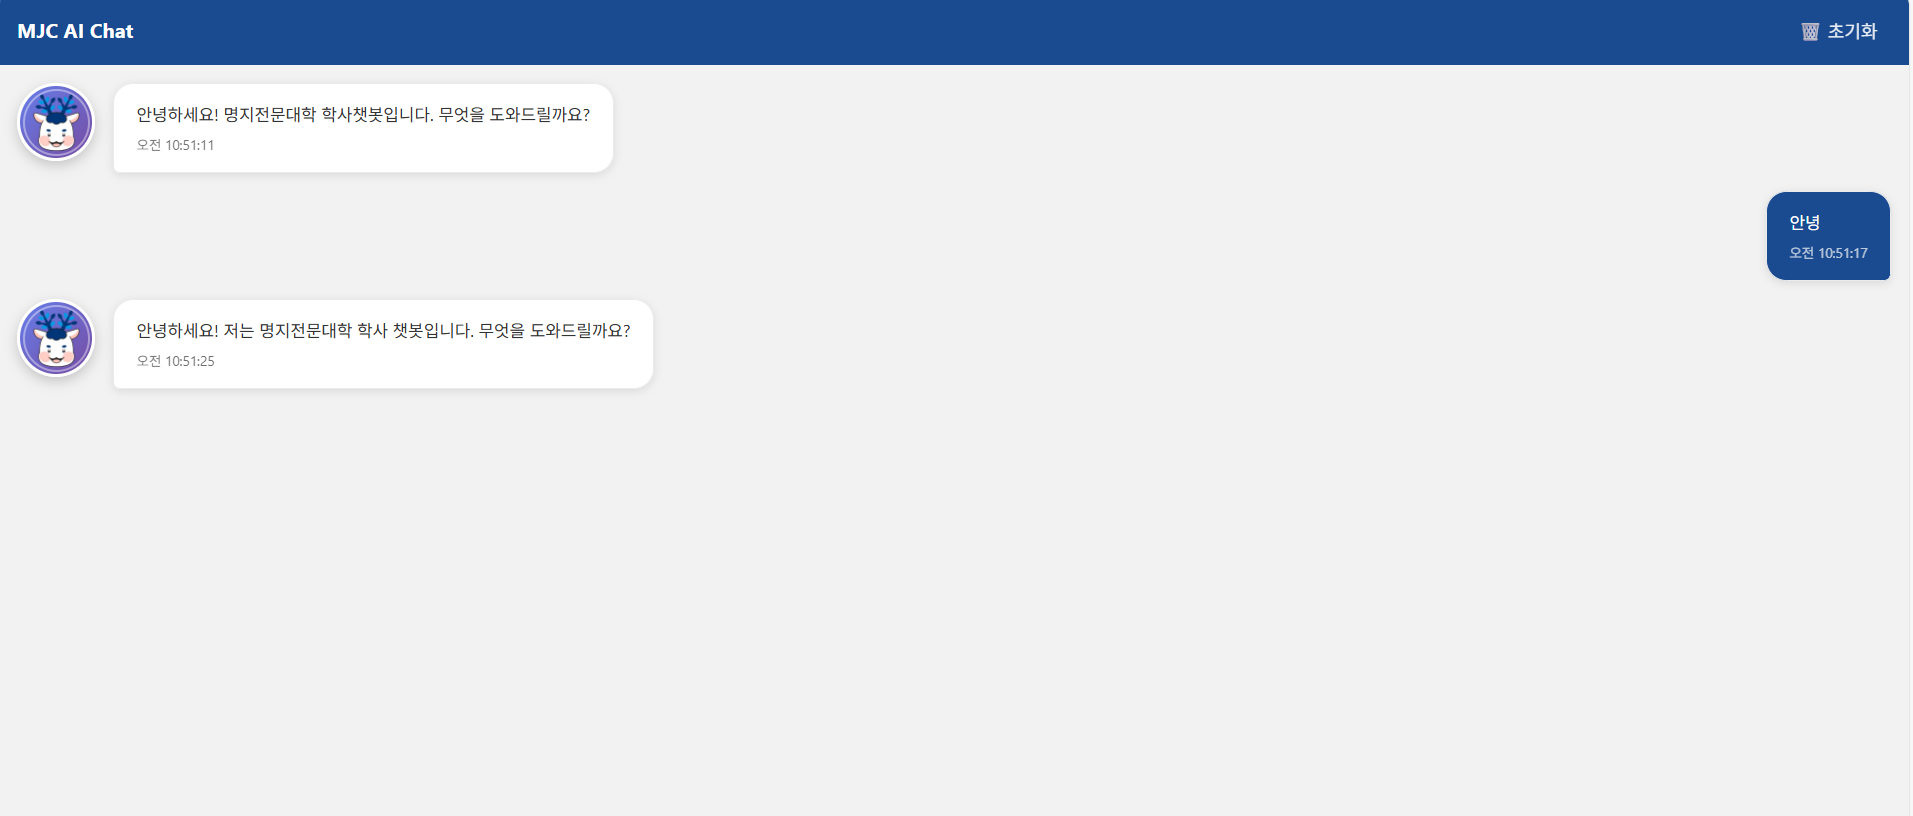 MJC AI Chat
초기화
안녕하세요! 명지전문대학 학사챗봇입니다. 무엇을 도와드릴까요?
오전 10:51:11
안녕
오전 10:51:17
안녕하세요! 저는 명지전문대학 학사 챗봇입니다. 무엇을 도와드릴까요?
오전 10:51:25